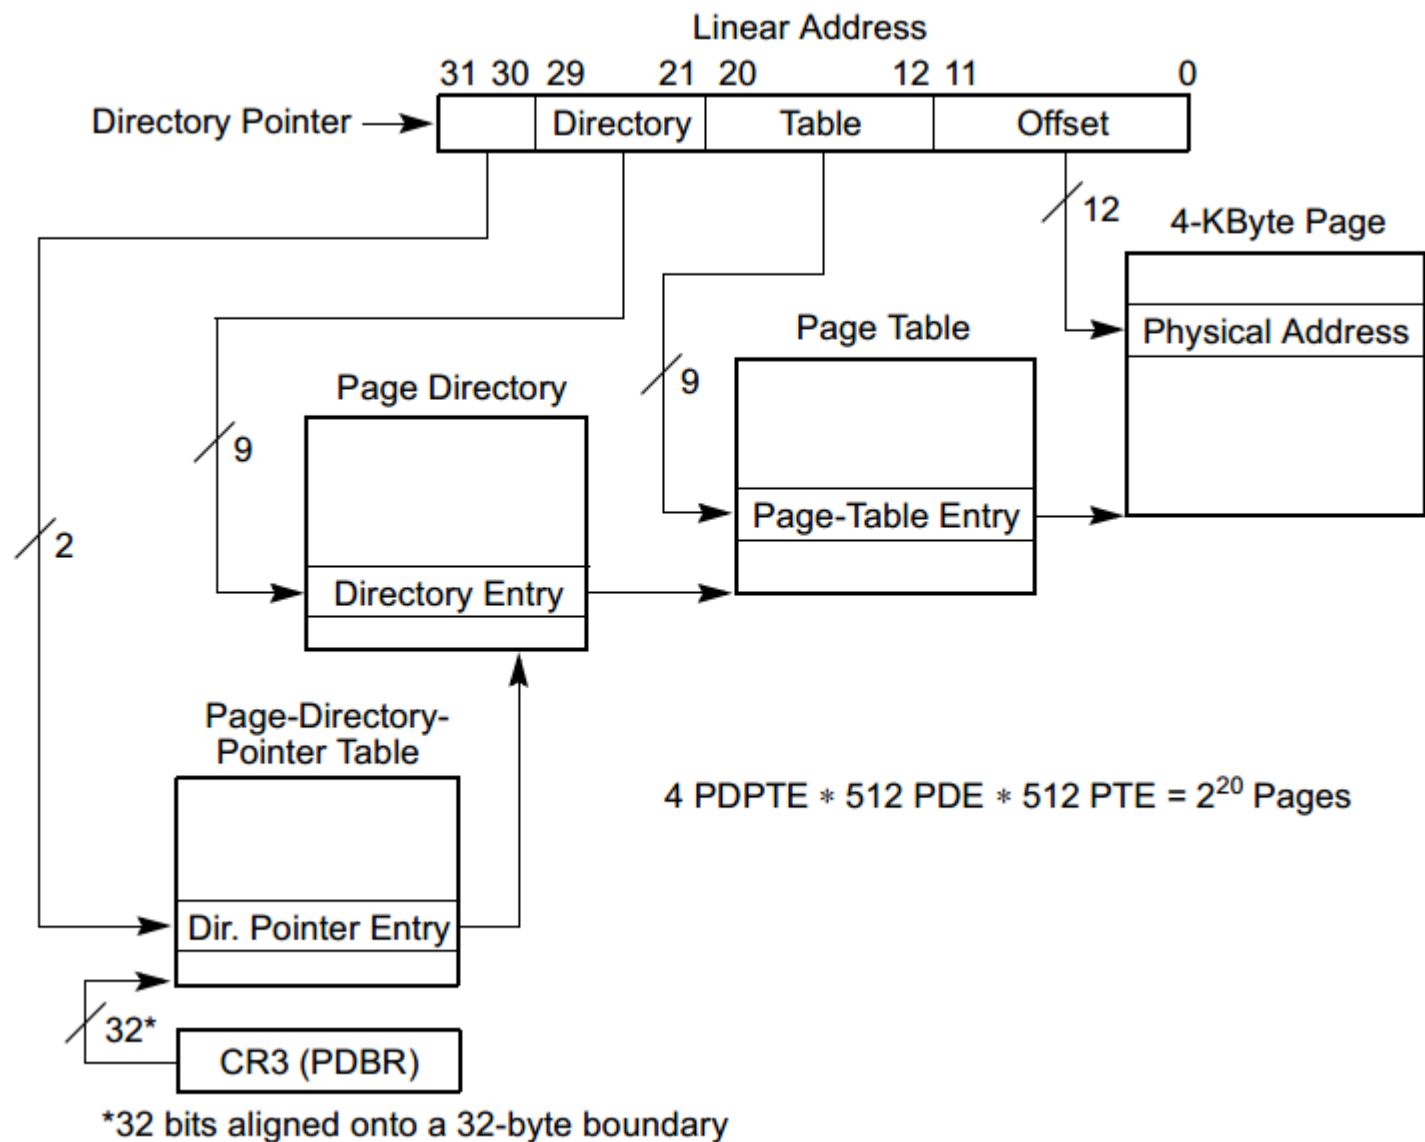 Linear Address
31 30 29 21 20 12 11 0
Directory Pointer
Directory Table Offset
12
4-KByte Page
Physical Address
Page Table
9
Page-Table Entry
Page Directory
9
Directory Entry
2
Page-Directory-
Pointer Table
Dir. Pointer Entry
4 PDPTE ∗ 512 PDE ∗ 512 PTE = 2²⁰ Pages
32*
CR3 (PDBR)
*32 bits aligned onto a 32-byte boundary